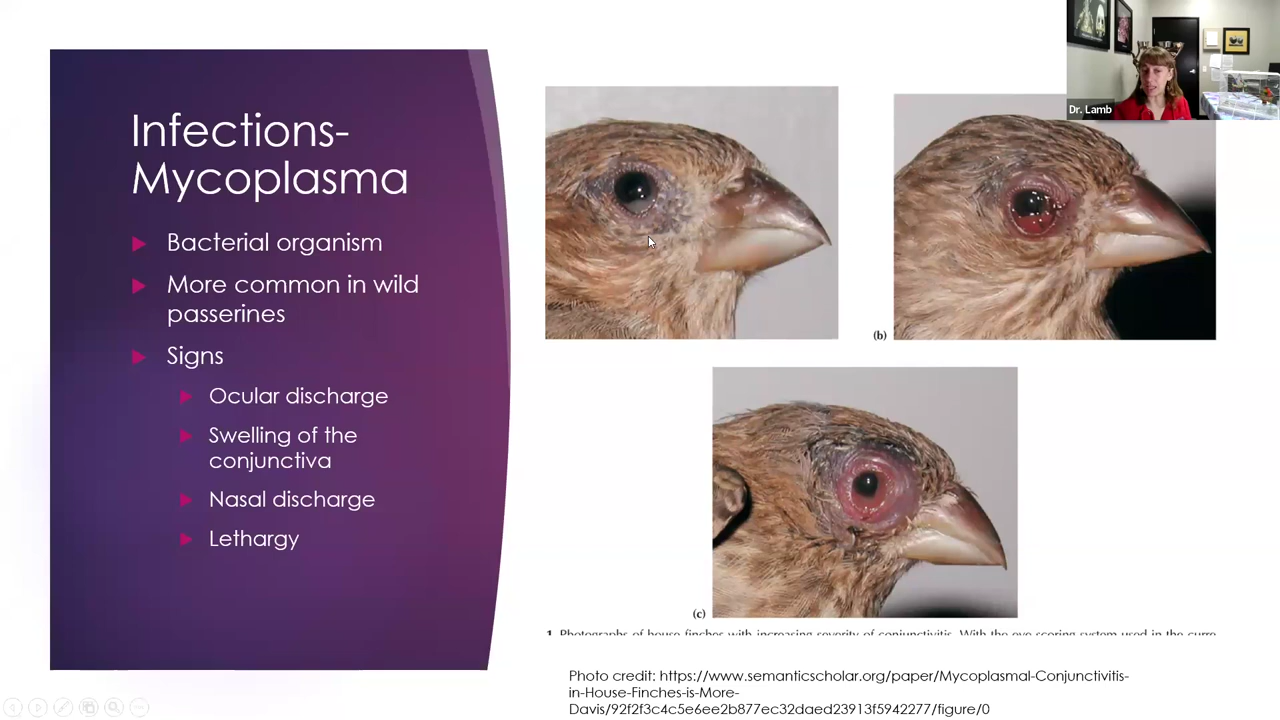 Dr. Lamb
Infections-
Mycoplasma
Bacterial organism
More common in wild
passerines
Signs
Ocular discharge
Swelling of the
conjunctiva
Nasal discharge
Lethargy
(b)
(c)
1 Photographs of house finches with increasing severity of conjunctivitis. With the eye scoring system used in the curre
Photo credit: https://www.semanticscholar.org/paper/Mycoplasmal-Conjunctivitis-
in-House-Finches-is-More-
Davis/92f2f3c4c5e6ee2b877ec32daed23913f5942277/figure/0